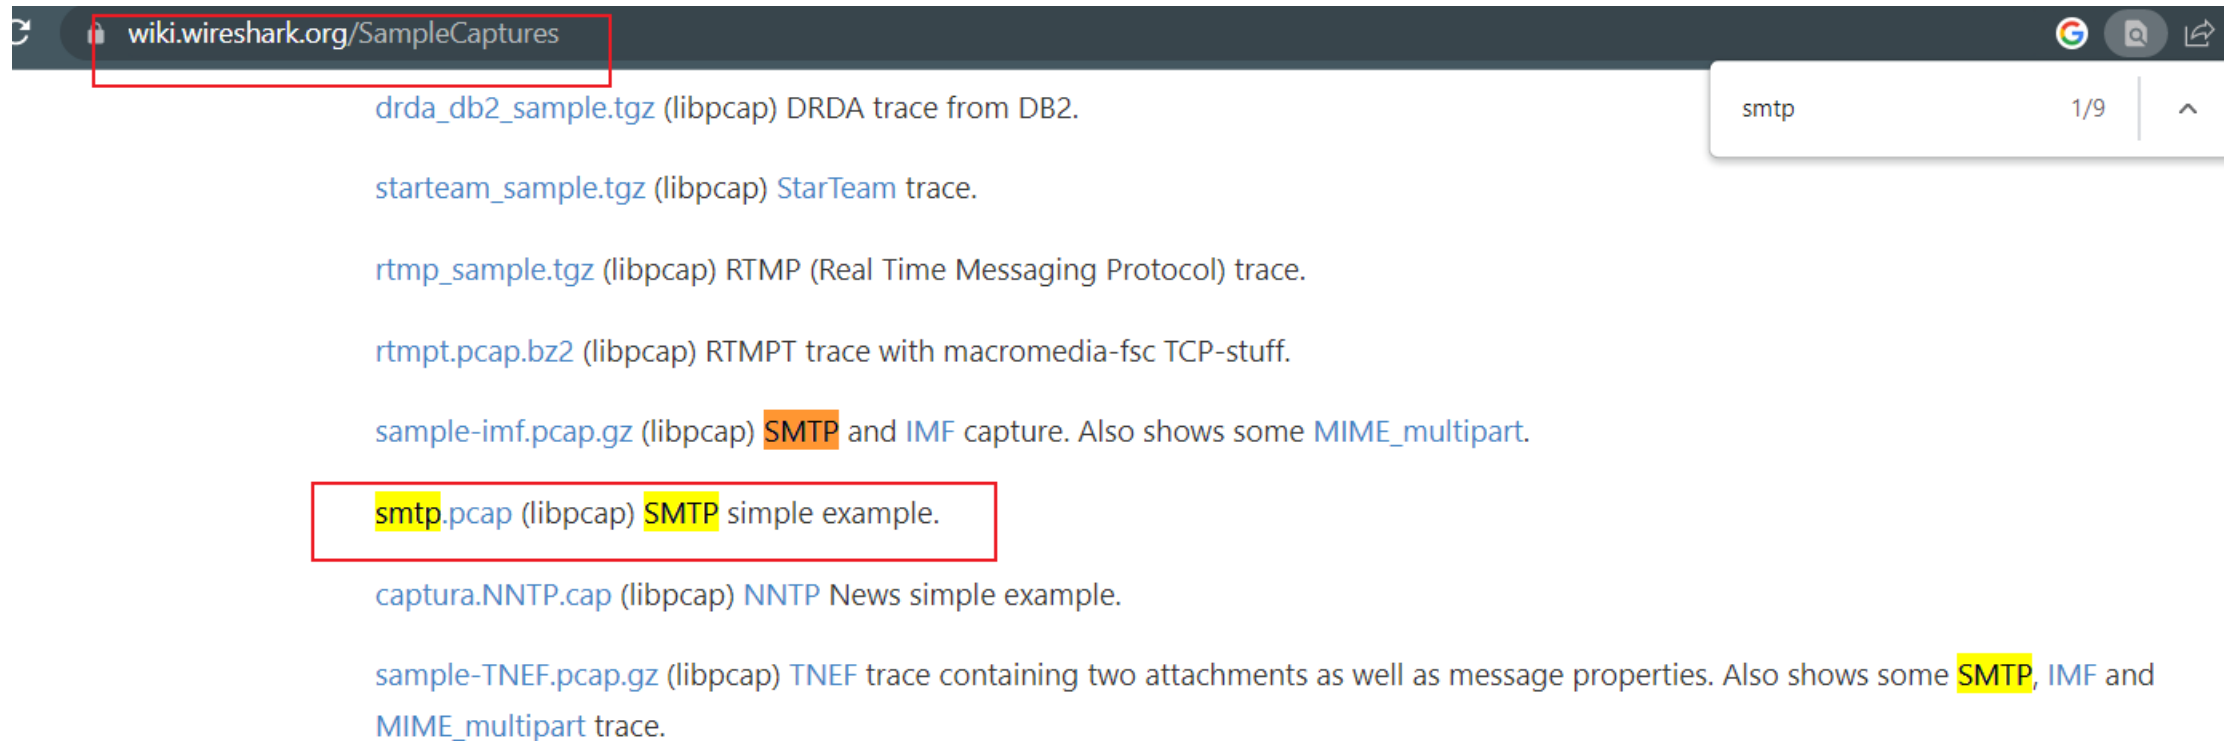 wiki.wireshark.org/SampleCaptures
smtp 1/9
drda_db2_sample.tgz (libpcap) DRDA trace from DB2.
starteam_sample.tgz (libpcap) StarTeam trace.
rtmp_sample.tgz (libpcap) RTMP (Real Time Messaging Protocol) trace.
rtmpt.pcap.bz2 (libpcap) RTMPT trace with macromedia-fsc TCP-stuff.
sample-imf.pcap.gz (libpcap) SMTP and IMF capture. Also shows some MIME_multipart.
smtp.pcap (libpcap) SMTP simple example.
captura.NNTP.cap (libpcap) NNTP News simple example.
sample-TNEF.pcap.gz (libpcap) TNEF trace containing two attachments as well as message properties. Also shows some SMTP, IMF and
MIME_multipart trace.